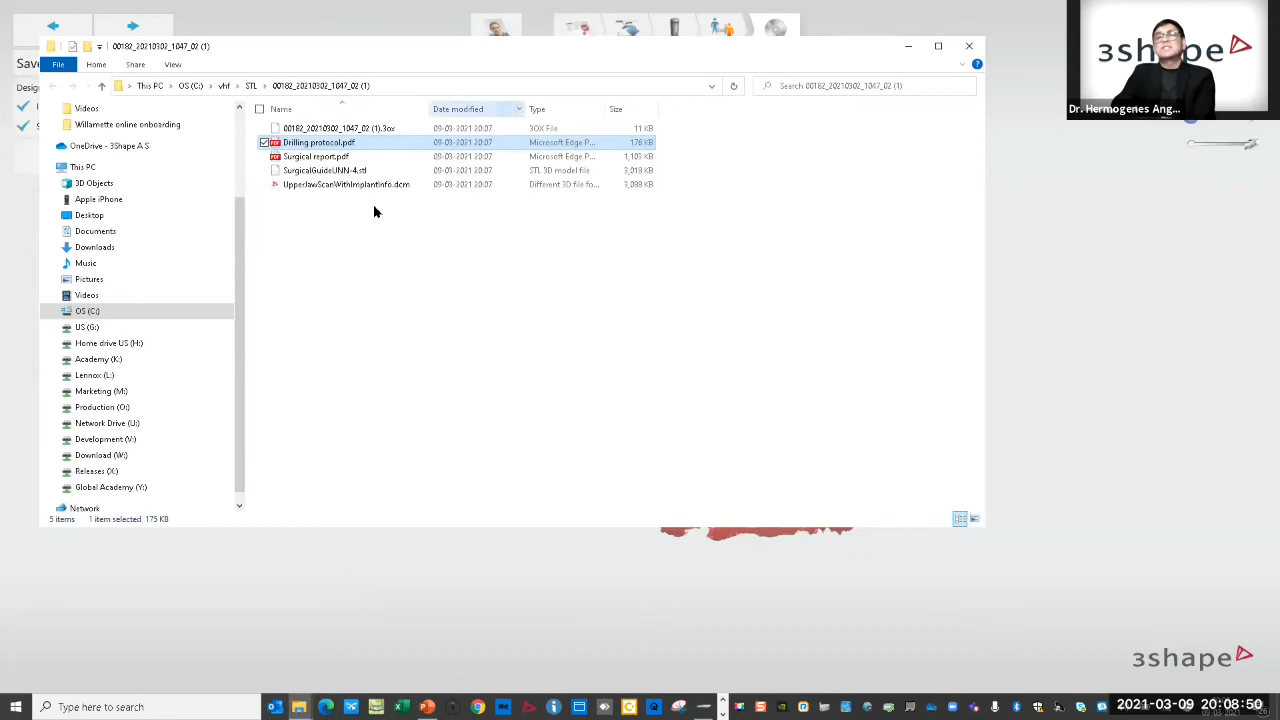 00182_20210302_1047_02 (1)
Save
File
Home
Share
View
Design
This PC
OS (C:)
vhf
STL
00182_20210302_1047_02 (1)
Search 00182_20210302_1047_02 (1)
Name
Date modified
Type
Size
Videos
Willamette online onboarding
OneDrive - 3Shape A.S
This PC
3D Objects
Apple iPhone
Desktop
Documents
Downloads
Music
Pictures
Videos
OS (C:)
US (G:)
Home drive US (H:)
Academy (K:)
Lennox (L:)
Marketing (M:)
Production (O:)
Network Drive (U:)
Development (V:)
Download (W:)
Releases (X:)
Global Academy (Y:)
Network
00182_20210302_1047_02 (1).3ox 09-03-2021 20:07 3OX File 11 KB
Drilling protocol.pdf 09-03-2021 20:07 Microsoft Edge P... 176 KB
Surgical report.pdf 09-03-2021 20:07 Microsoft Edge P... 1,103 KB
SurgicalGuideUNN-4.stl 09-03-2021 20:07 STL 3D model file 3,018 KB
UpperJawScanWithImplantInfo.dcm 09-03-2021 20:07 Different 3D file fo... 3,088 KB
5 items 1 item selected 175 KB
3shape
Dr. Hermogenes Ang...
3shape
Type here to search
2021-03-09 20:08:50